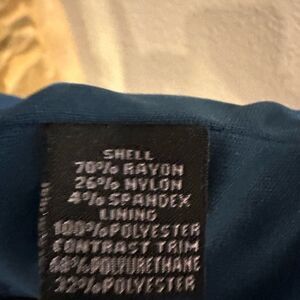 SHELL
70% RAYON
26% NYLON
4% SPANDEX
LINING
100% POLYESTER
CONTRAST TRIM
68% POLYURETHANE
32% POLYESTER